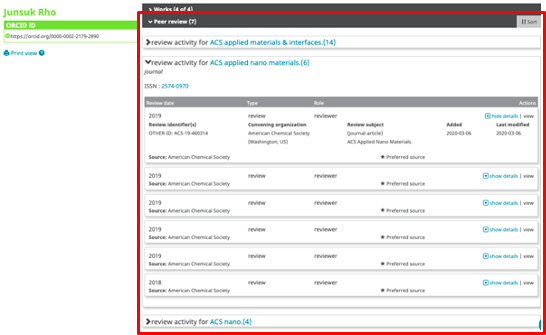 Junsuk Rho
ORCID ID
https://orcid.org/0000-0002-2179-2890
Print view
Works (4 of 4)
Peer review (7)
Sort
review activity for ACS applied materials & interfaces.(14)
review activity for ACS applied nano materials.(6)
journal
ISSN : 2574-0970
Review date Type Role Actions
2019 review reviewer hide details | view
Review identifier(s) Convening organization Review subject Added Last modified
OTHER-ID: ACS-19-460314 American Chemical Society (journal-article) 2020-03-06 2020-03-06
(Washington, US) ACS Applied Nano Materials.
Source: American Chemical Society ★ Preferred source
2019 review reviewer show details | view
Source: American Chemical Society ★ Preferred source
2019 review reviewer show details | view
Source: American Chemical Society ★ Preferred source
2019 review reviewer show details | view
Source: American Chemical Society ★ Preferred source
2019 review reviewer show details | view
Source: American Chemical Society ★ Preferred source
2018 review reviewer show details | view
Source: American Chemical Society ★ Preferred source
review activity for ACS nano.(4)